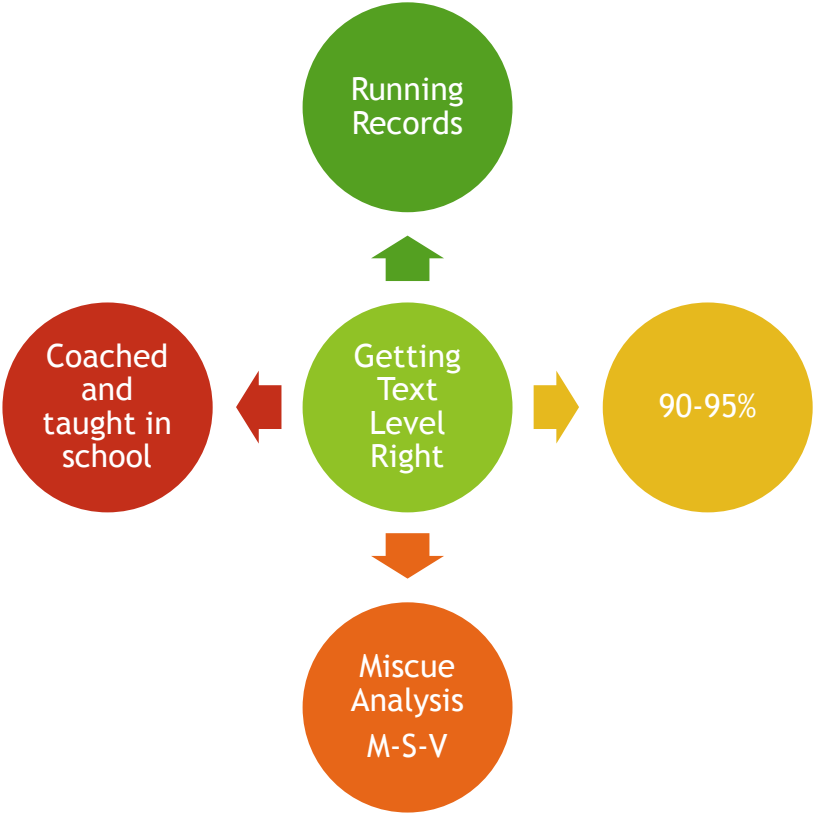 Running
Records
Coached
and
taught in
school
Getting
Text
Level
Right
90-95%
Miscue
Analysis
M-S-V